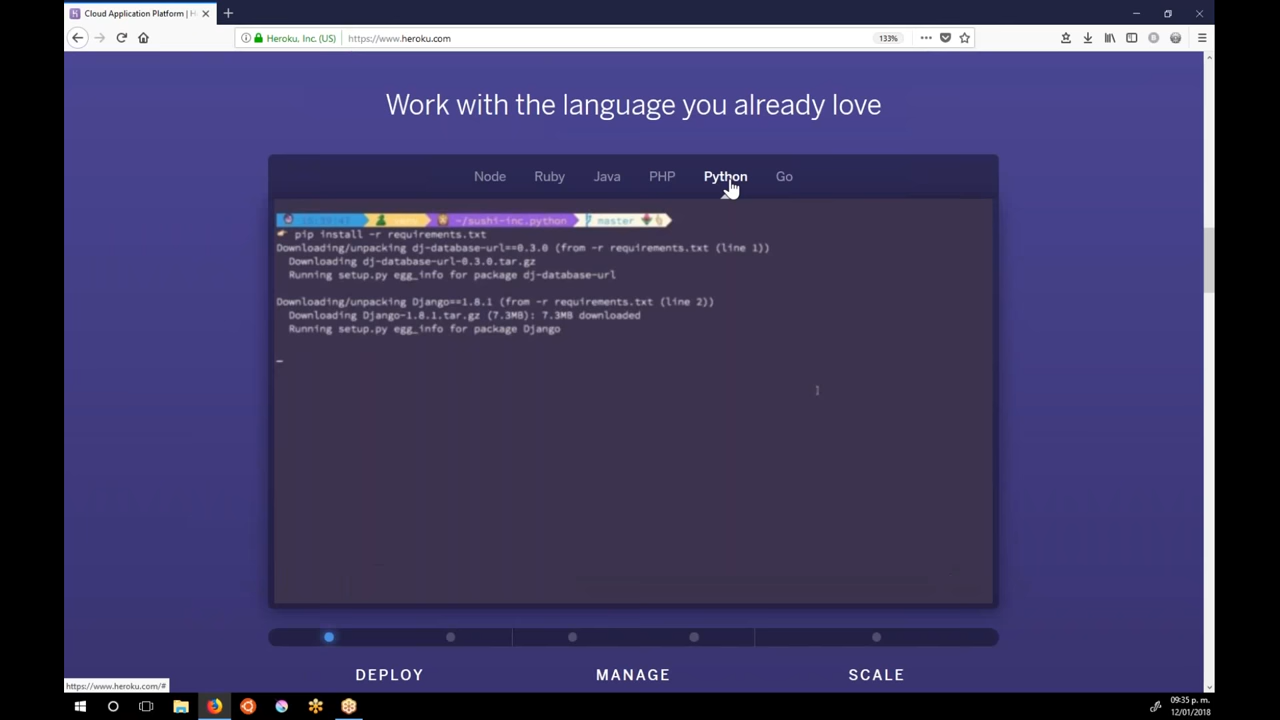 Cloud Application Platform | H
Heroku, Inc. (US)
https://www.heroku.com
133%
Work with the language you already love
Node Ruby Java PHP Python Go
~/sushi-inc.python master
pip install -r requirements.txt
Downloading/unpacking dj-database-url==0.3.0 (from -r requirements.txt (line 1))
Downloading dj-database-url-0.3.0.tar.gz
Running setup.py egg_info for package dj-database-url
Downloading/unpacking Django==1.8.1 (from -r requirements.txt (line 2))
Downloading Django-1.8.1.tar.gz (7.3MB): 7.3MB downloaded
Running setup.py egg_info for package Django
DEPLOY MANAGE SCALE
https://www.heroku.com/#
09:35 p. m.
12/01/2018